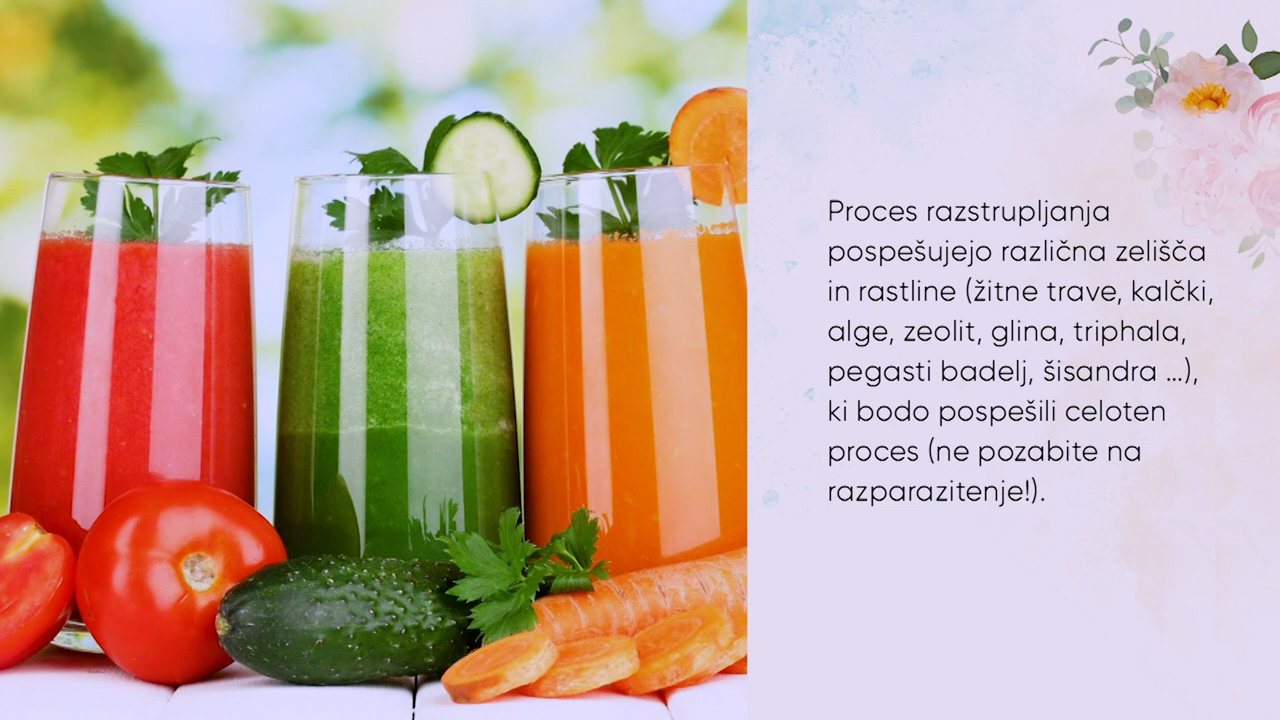 Proces razstrupljanja
pospešujejo različna zelišča
in rastline (žitne trave, kalčki,
alge, zeolit, glina, triphala,
pegasti badelj, šisandra ...),
ki bodo pospešili celoten
proces (ne pozabite na
razparazitenje!).